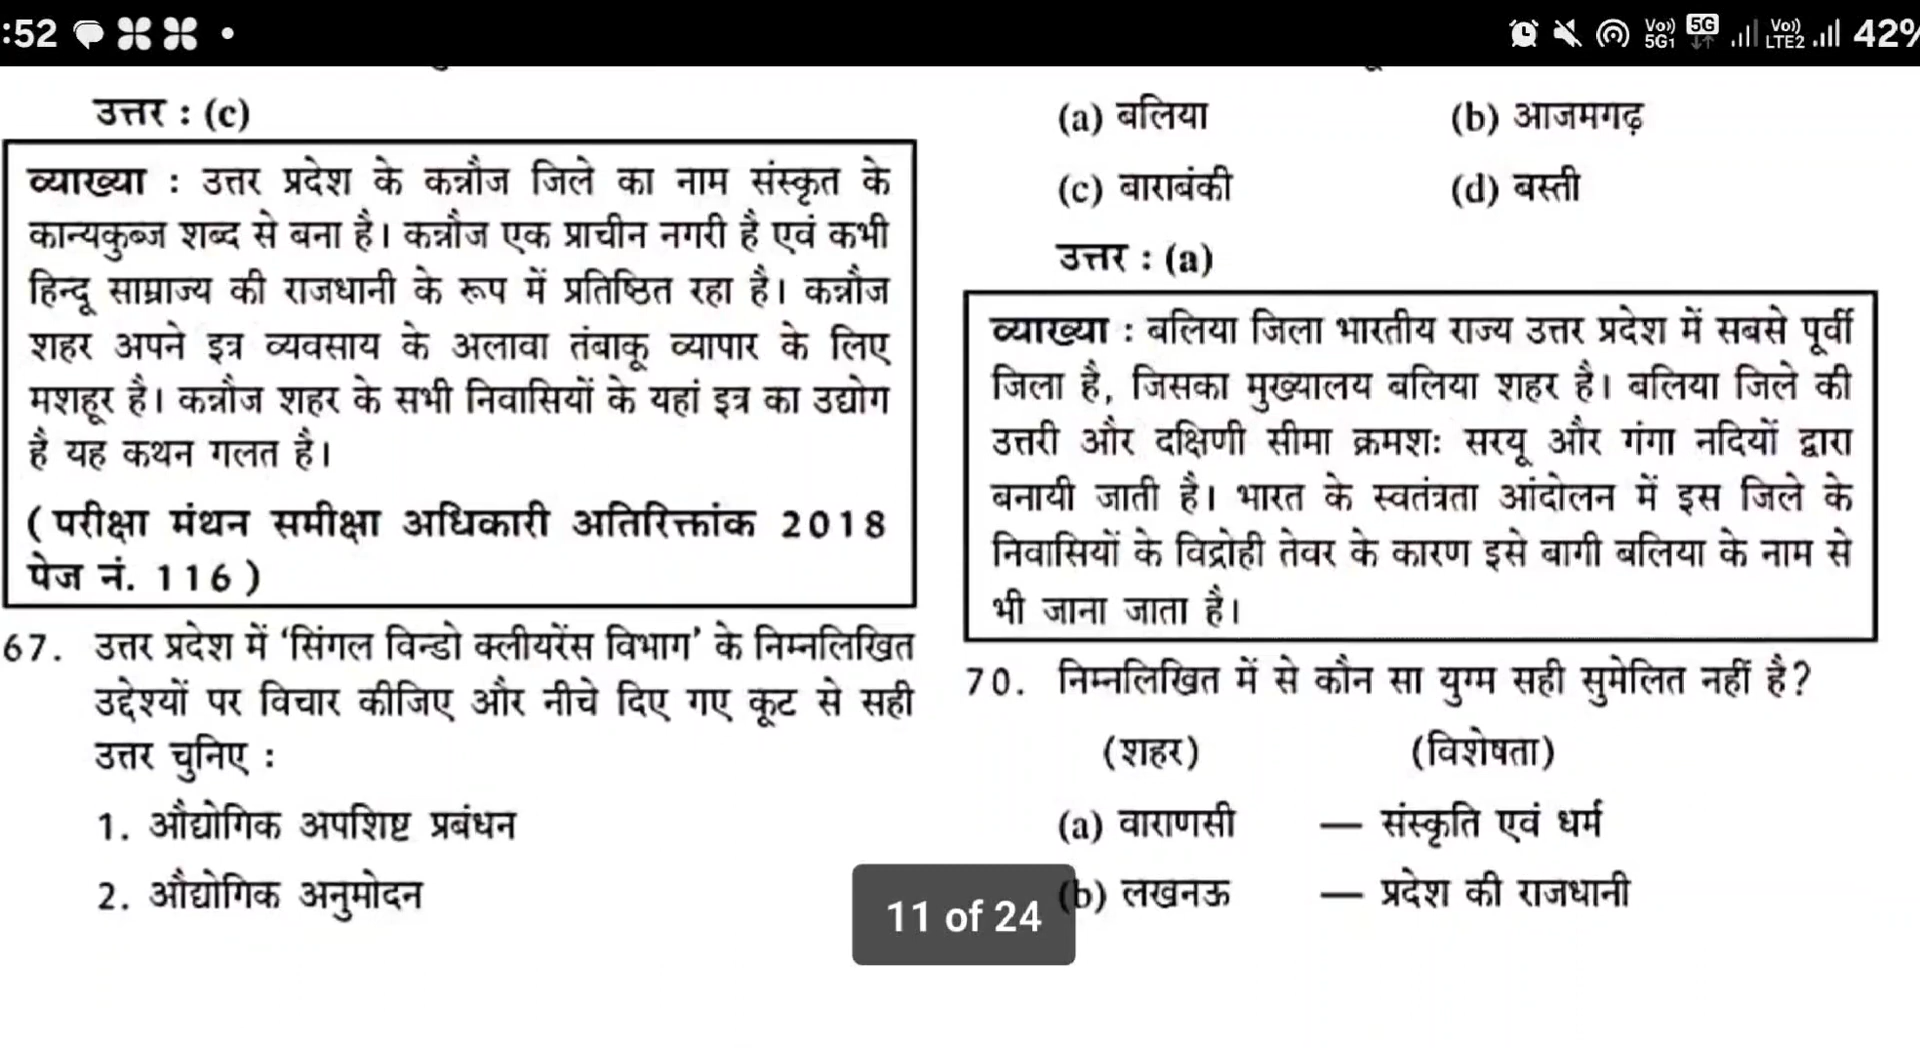 :52
Vo)) 5G1 5G Vo)) LTE2 42%
उत्तर : (c)
व्याख्या : उत्तर प्रदेश के कन्नौज जिले का नाम संस्कृत के
कान्यकुब्ज शब्द से बना है। कन्नौज एक प्राचीन नगरी है एवं कभी
हिन्दू साम्राज्य की राजधानी के रूप में प्रतिष्ठित रहा है। कन्नौज
शहर अपने इत्र व्यवसाय के अलावा तंबाकू व्यापार के लिए
मशहूर है। कन्नौज शहर के सभी निवासियों के यहां इत्र का उद्योग
है यह कथन गलत है।
(परीक्षा मंथन समीक्षा अधिकारी अतिरिक्तांक 2018
पेज नं. 116)
67. उत्तर प्रदेश में ‘सिंगल विन्डो क्लीयरेंस विभाग’ के निम्नलिखित
उद्देश्यों पर विचार कीजिए और नीचे दिए गए कूट से सही
उत्तर चुनिए :
1. औद्योगिक अपशिष्ट प्रबंधन
2. औद्योगिक अनुमोदन
(a) बलिया (b) आजमगढ़
(c) बाराबंकी (d) बस्ती
उत्तर : (a)
व्याख्या : बलिया जिला भारतीय राज्य उत्तर प्रदेश में सबसे पूर्वी
जिला है, जिसका मुख्यालय बलिया शहर है। बलिया जिले की
उत्तरी और दक्षिणी सीमा क्रमशः सरयू और गंगा नदियों द्वारा
बनायी जाती है। भारत के स्वतंत्रता आंदोलन में इस जिले के
निवासियों के विद्रोही तेवर के कारण इसे बागी बलिया के नाम से
भी जाना जाता है।
70. निम्नलिखित में से कौन सा युग्म सही सुमेलित नहीं है?
(शहर) (विशेषता)
(a) वाराणसी — संस्कृति एवं धर्म
(b) लखनऊ — प्रदेश की राजधानी
11 of 24